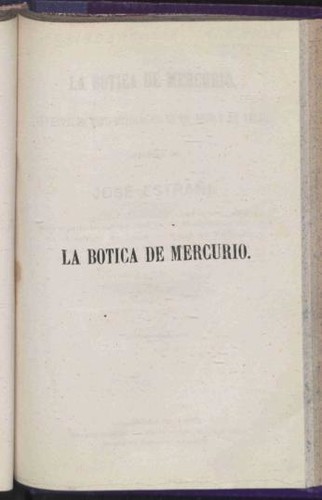 LA BOTICA DE MERCURIO.